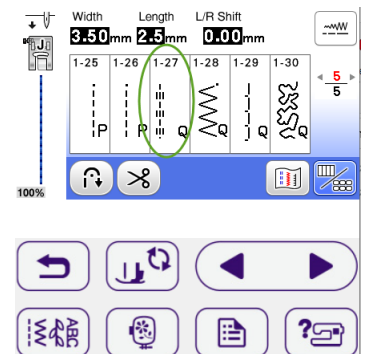 Width Length L/R Shift
3.50mm 2.5mm 0.00mm
J
1-25 1-26 1-27 1-28 1-29 1-30
5
5
P P Q Q Q Q
100%
ABC
?